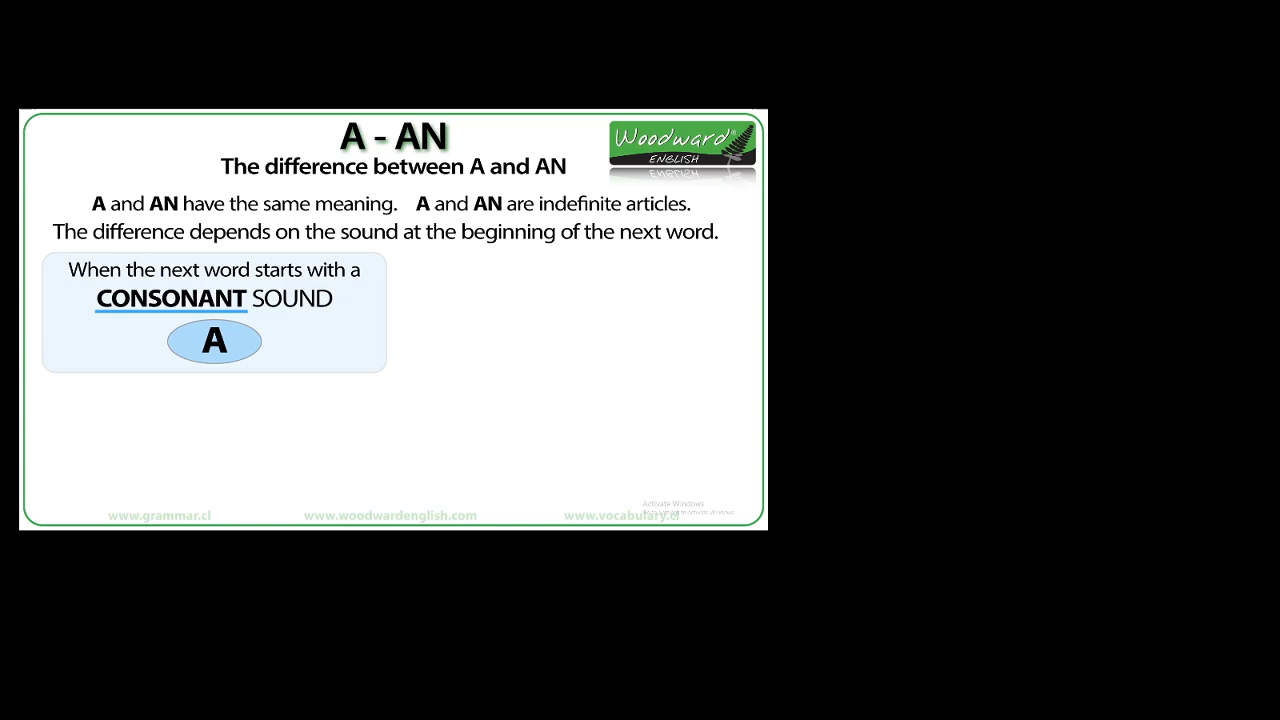 A - AN
Woodward®
ENGLISH
The difference between A and AN
A and AN have the same meaning. A and AN are indefinite articles.
The difference depends on the sound at the beginning of the next word.
When the next word starts with a
CONSONANT SOUND
A
Activate Windows
www.grammar.cl www.woodwardenglish.com www.vocabulary.cl